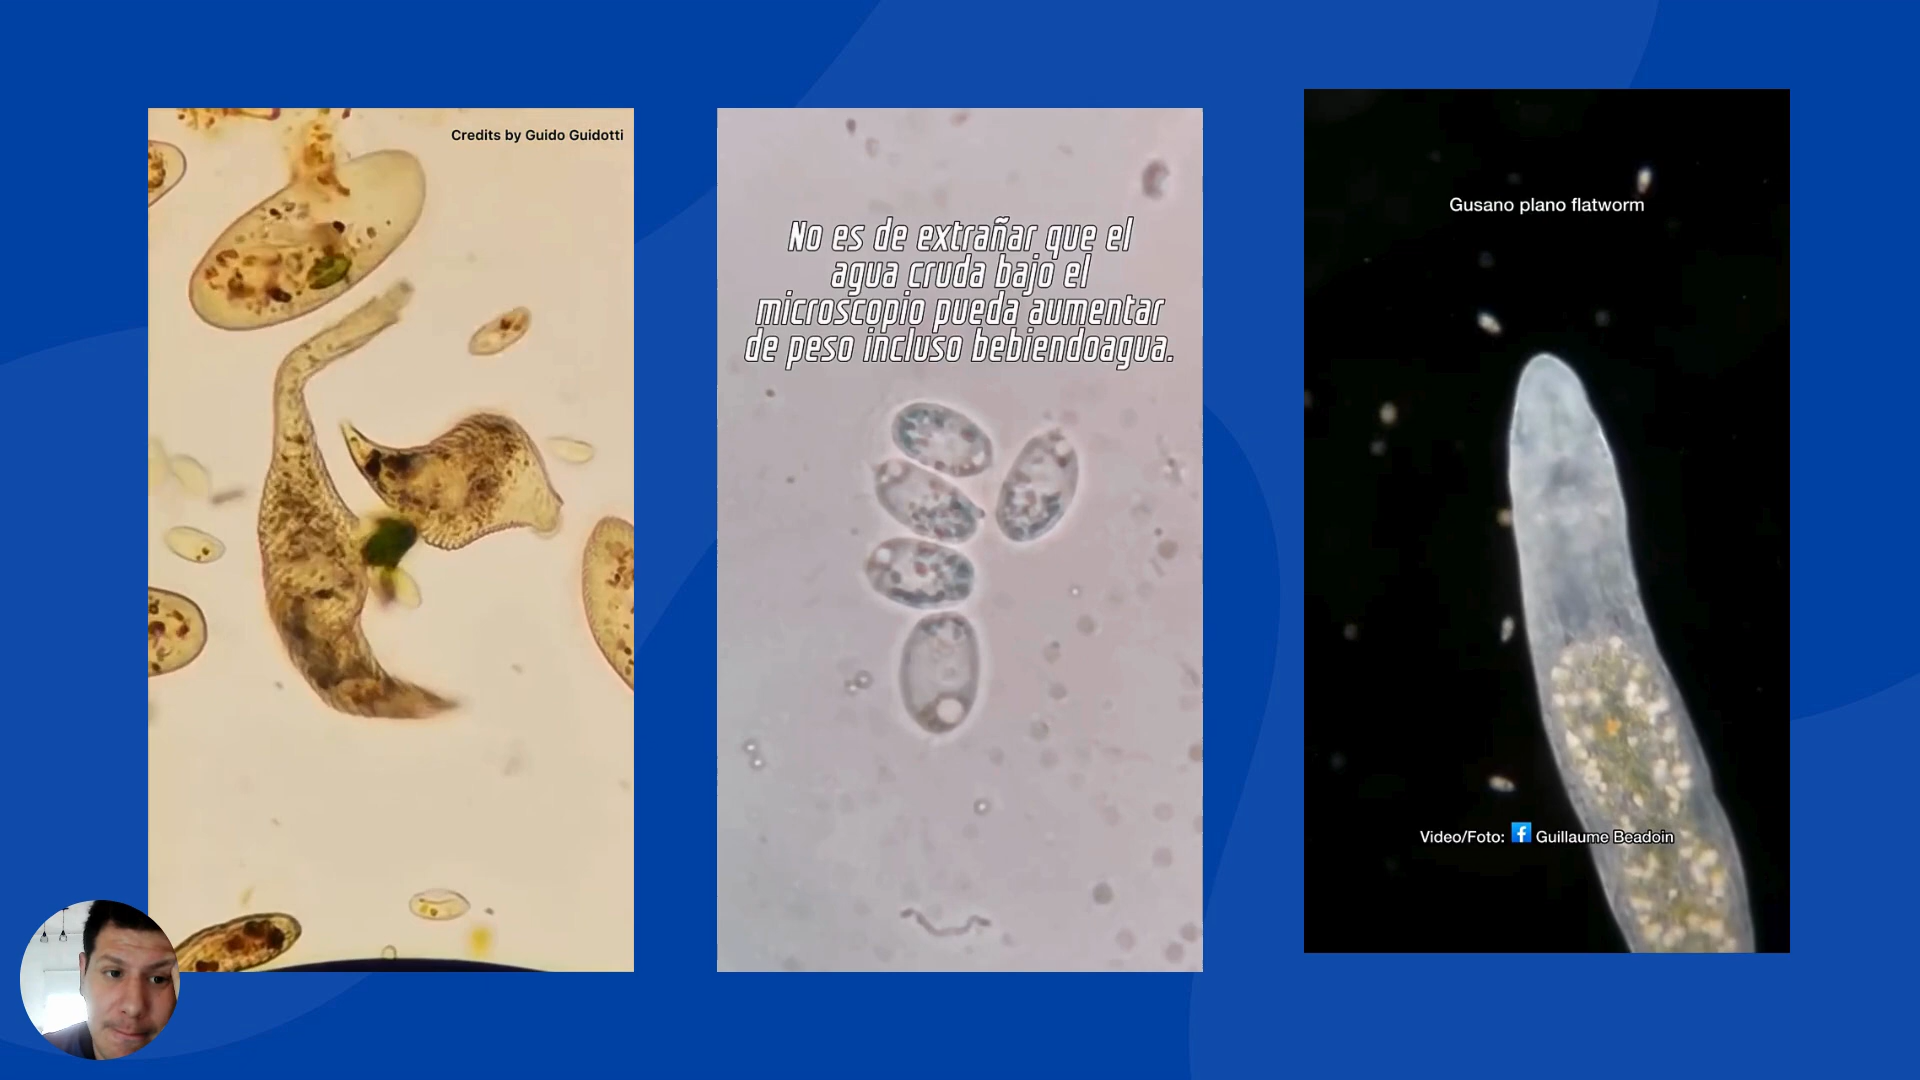 Credits by Guido Guidotti
No es de extrañar que el
agua cruda bajo el
microscopio pueda aumentar
de peso incluso bebiendoagua.
Gusano plano flatworm
Video/Foto: Guillaume Beadoin